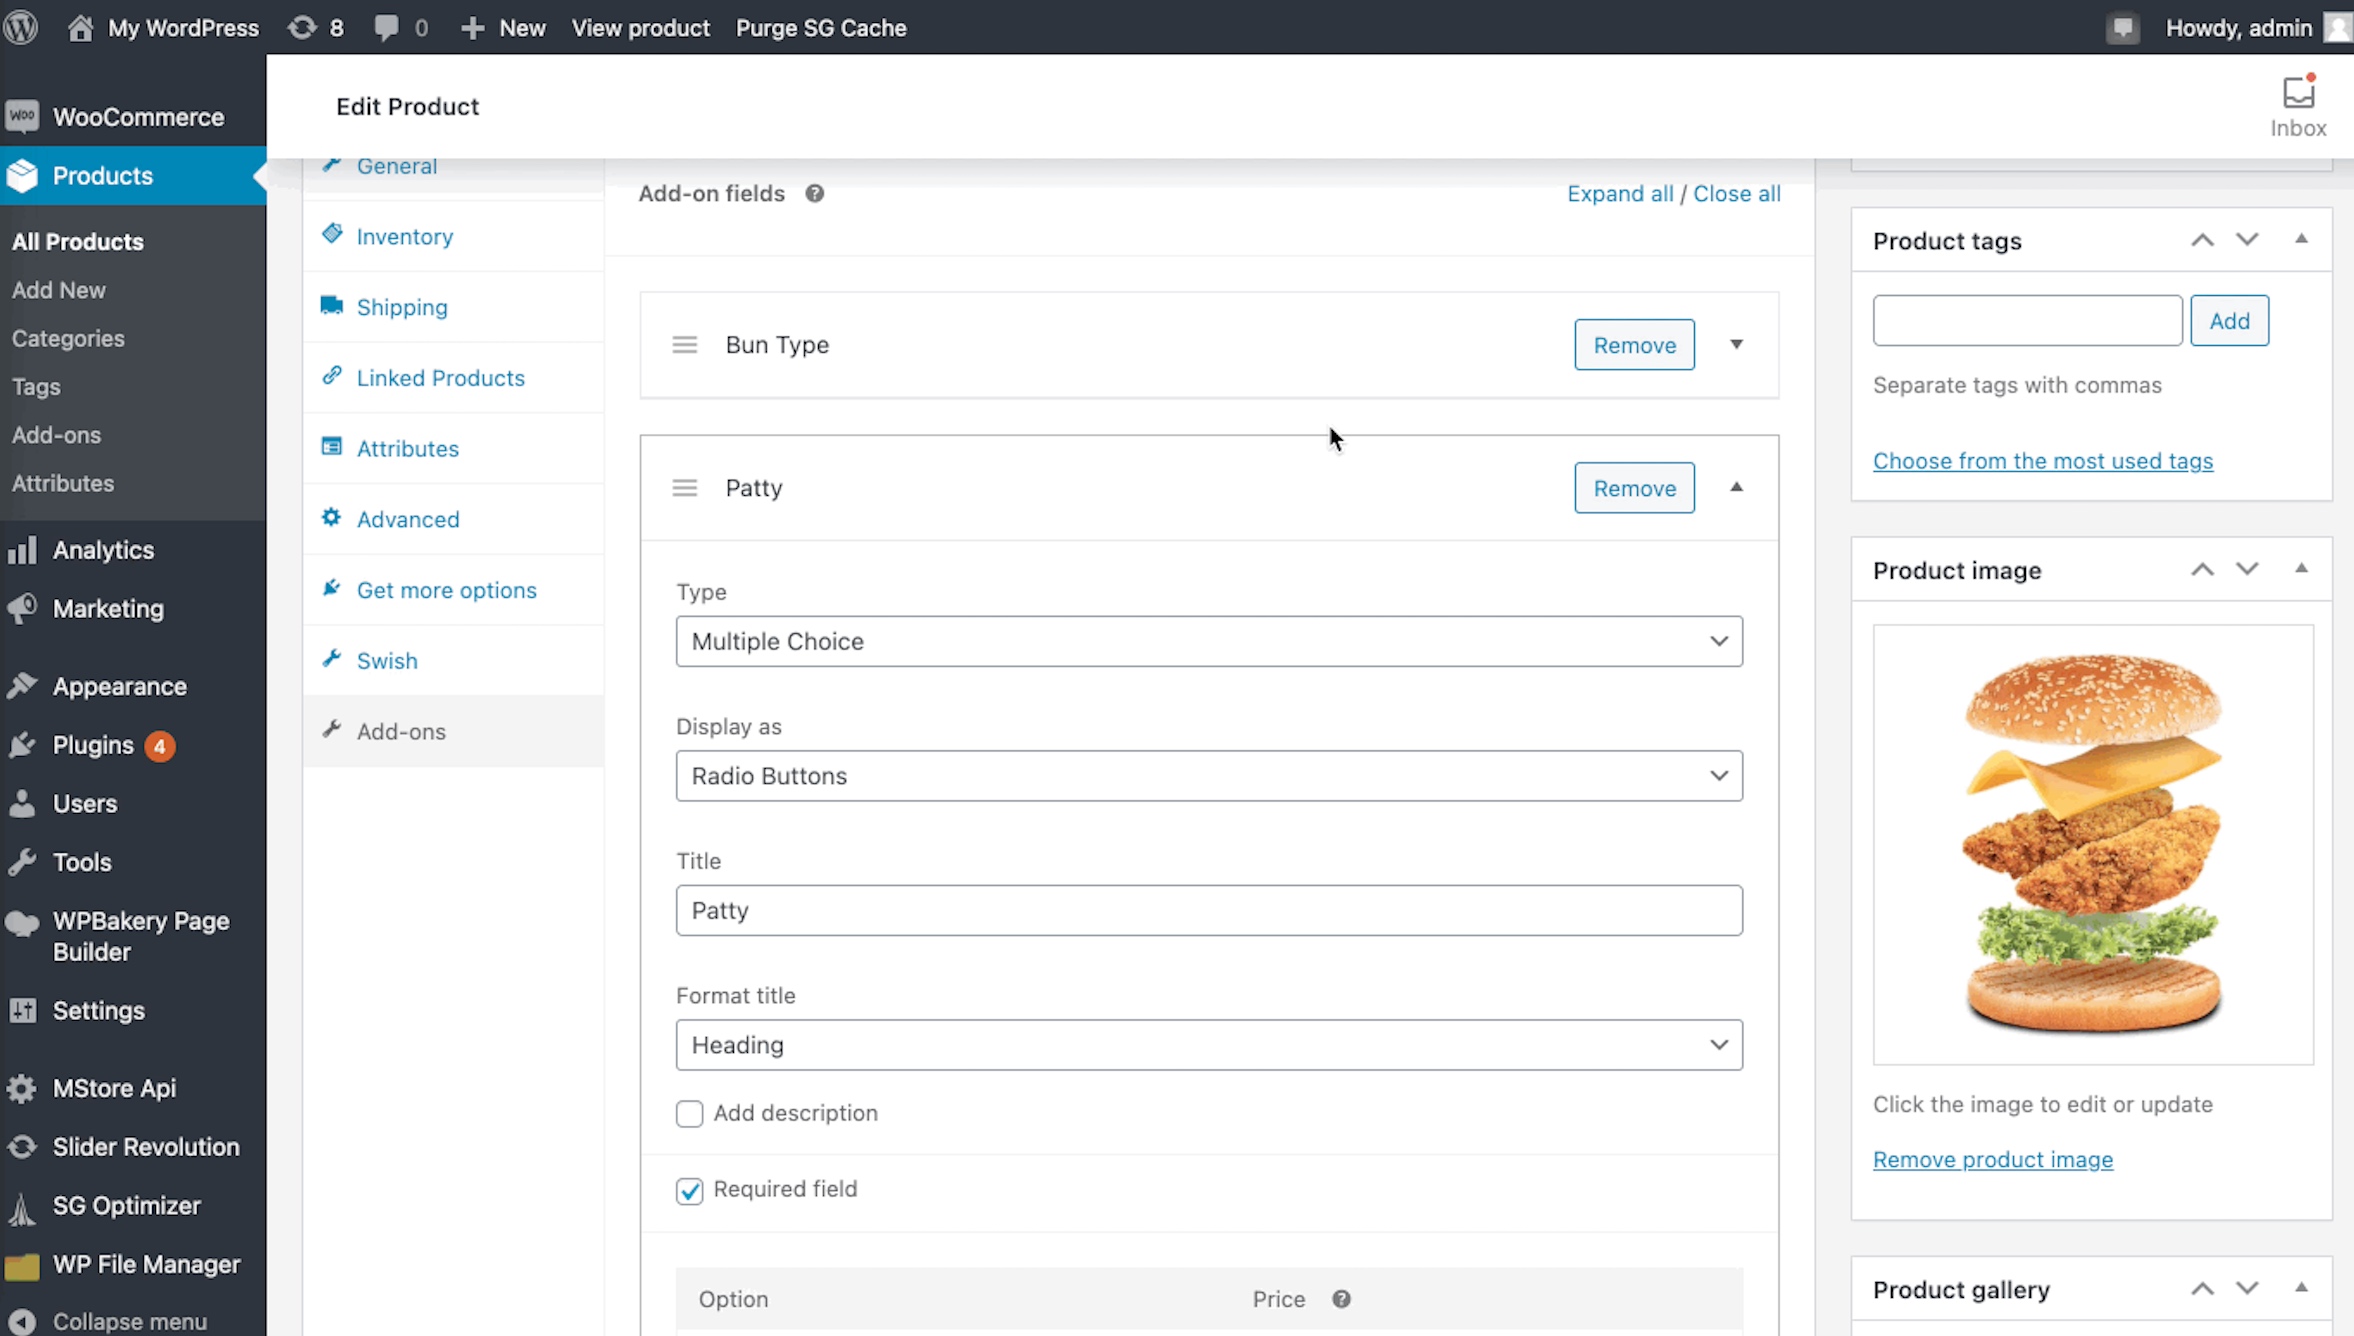 My WordPress 8 0 New View product Purge SG Cache Howdy, admin
Edit Product
Inbox
WOO WooCommerce
Products
All Products
Add New
Categories
Tags
Add-ons
Attributes
Analytics
Marketing
Appearance
Plugins 4
Users
Tools
WPBakery Page
Builder
Settings
MStore Api
Slider Revolution
SG Optimizer
WP File Manager
Collapse menu
General
Inventory
Shipping
Linked Products
Attributes
Advanced
Get more options
Swish
Add-ons
Add-on fields ? Expand all / Close all
Bun Type Remove
Patty Remove
Type
Multiple Choice
Display as
Radio Buttons
Title
Patty
Format title
Heading
Add description
Required field
Option Price ?
Product tags
Add
Separate tags with commas
Choose from the most used tags
Product image
Click the image to edit or update
Remove product image
Product gallery